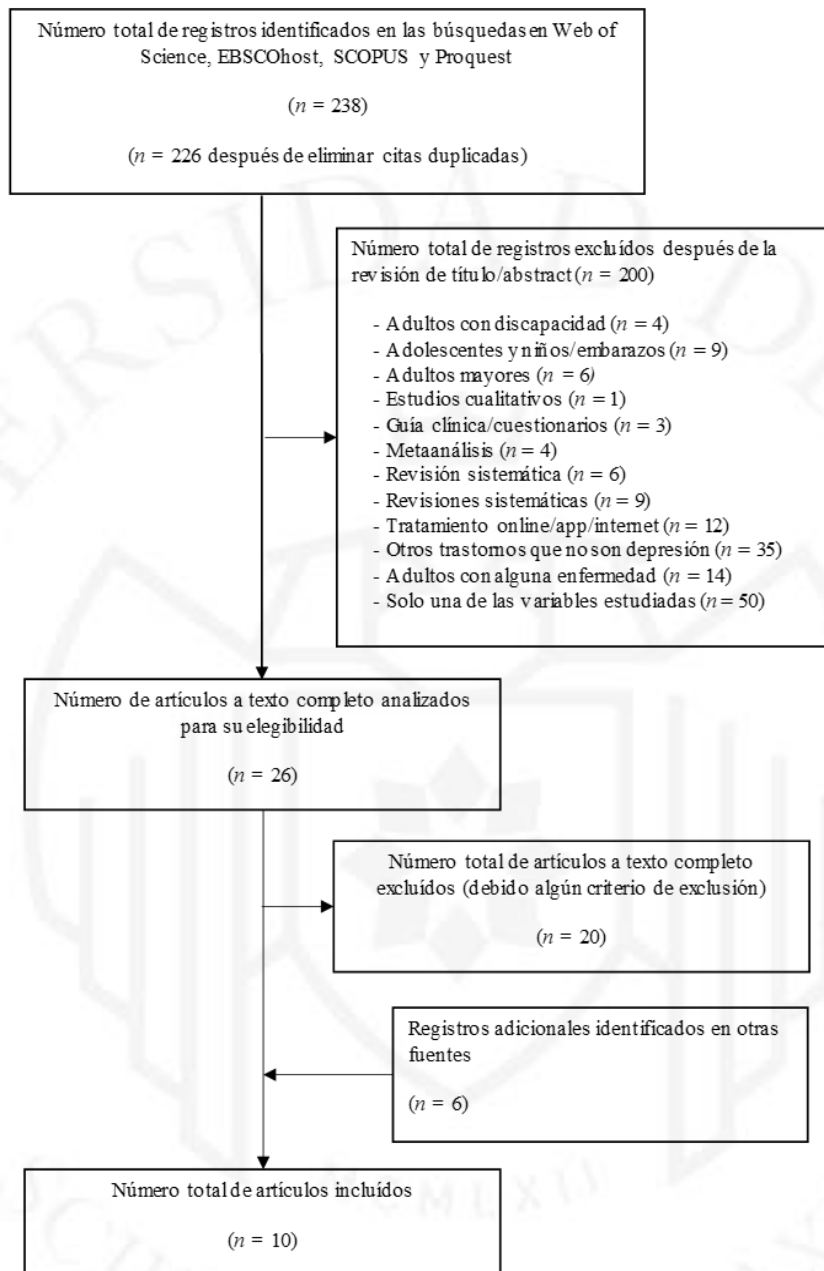 Número total de registros identificados en las búsquedas en Web of
Science, EBSCOhost, SCOPUS y Proquest
(n = 238)
(n = 226 después de eliminar citas duplicadas)
Número total de registros excluídos después de la
revisión de título/abstract (n = 200)
- Adultos con discapacidad (n = 4)
- Adolescentes y niños/embarazos (n = 9)
- Adultos mayores (n = 6)
- Estudios cualitativos (n = 1)
- Guía clínica/cuestionarios (n = 3)
- Metaanálisis (n = 4)
- Revisión sistemática (n = 6)
- Revisiones sistemáticas (n = 9)
- Tratamiento online/app/internet (n = 12)
- Otros trastornos que no son depresión (n = 35)
- Adultos con alguna enfermedad (n = 14)
- Solo una de las variables estudiadas (n = 50)
Número de artículos a texto completo analizados
para su elegibilidad
(n = 26)
Número total de artículos a texto completo
excluídos (debido algún criterio de exclusión)
(n = 20)
Registros adicionales identificados en otras
fuentes
(n = 6)
Número total de artículos incluídos
(n = 10)